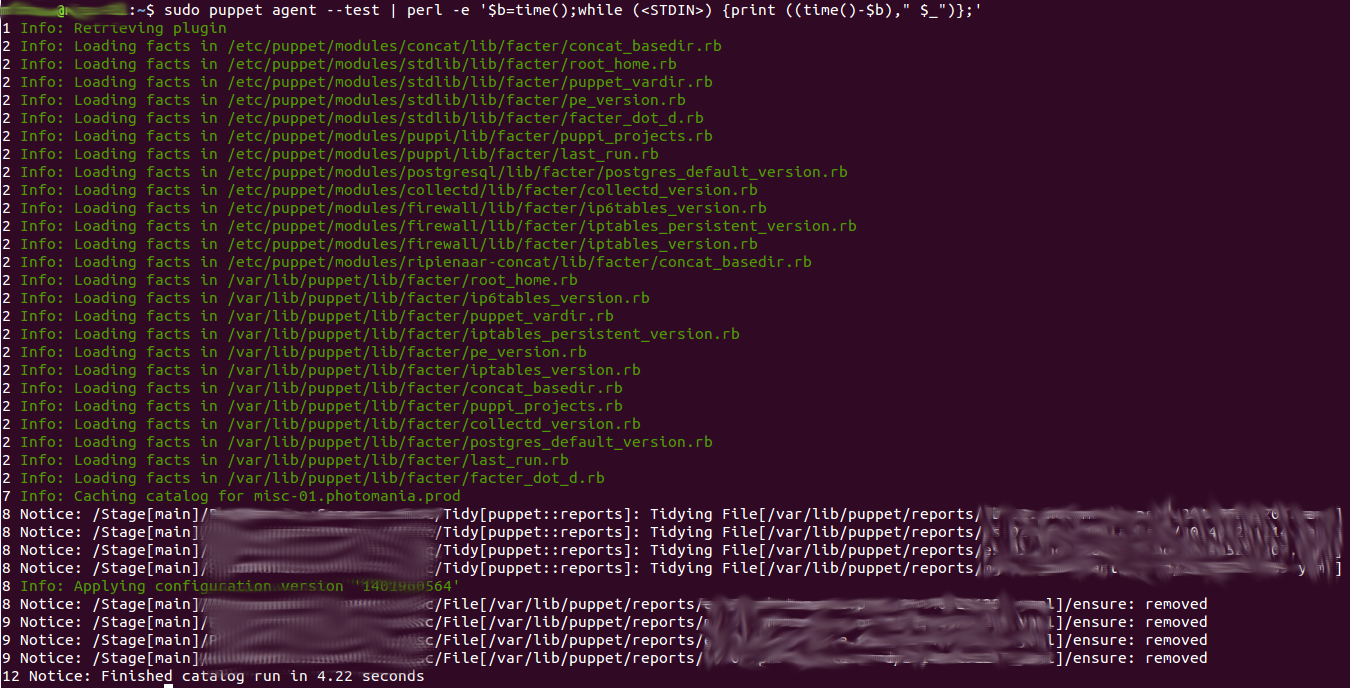 @ :~$ sudo puppet agent --test | perl -e '$b=time();while (<STDIN>) {print ((time()-$b)," $_")};'
1 Info: Retrieving plugin
2 Info: Loading facts in /etc/puppet/modules/concat/lib/facter/concat_basedir.rb
2 Info: Loading facts in /etc/puppet/modules/stdlib/lib/facter/root_home.rb
2 Info: Loading facts in /etc/puppet/modules/stdlib/lib/facter/puppet_vardir.rb
2 Info: Loading facts in /etc/puppet/modules/stdlib/lib/facter/pe_version.rb
2 Info: Loading facts in /etc/puppet/modules/stdlib/lib/facter/facter_dot_d.rb
2 Info: Loading facts in /etc/puppet/modules/puppi/lib/facter/puppi_projects.rb
2 Info: Loading facts in /etc/puppet/modules/puppi/lib/facter/last_run.rb
2 Info: Loading facts in /etc/puppet/modules/postgresql/lib/facter/postgres_default_version.rb
2 Info: Loading facts in /etc/puppet/modules/collectd/lib/facter/collectd_version.rb
2 Info: Loading facts in /etc/puppet/modules/firewall/lib/facter/ip6tables_version.rb
2 Info: Loading facts in /etc/puppet/modules/firewall/lib/facter/iptables_persistent_version.rb
2 Info: Loading facts in /etc/puppet/modules/firewall/lib/facter/iptables_version.rb
2 Info: Loading facts in /etc/puppet/modules/ripienaar-concat/lib/facter/concat_basedir.rb
2 Info: Loading facts in /var/lib/puppet/lib/facter/root_home.rb
2 Info: Loading facts in /var/lib/puppet/lib/facter/ip6tables_version.rb
2 Info: Loading facts in /var/lib/puppet/lib/facter/puppet_vardir.rb
2 Info: Loading facts in /var/lib/puppet/lib/facter/iptables_persistent_version.rb
2 Info: Loading facts in /var/lib/puppet/lib/facter/pe_version.rb
2 Info: Loading facts in /var/lib/puppet/lib/facter/iptables_version.rb
2 Info: Loading facts in /var/lib/puppet/lib/facter/concat_basedir.rb
2 Info: Loading facts in /var/lib/puppet/lib/facter/puppi_projects.rb
2 Info: Loading facts in /var/lib/puppet/lib/facter/collectd_version.rb
2 Info: Loading facts in /var/lib/puppet/lib/facter/postgres_default_version.rb
2 Info: Loading facts in /var/lib/puppet/lib/facter/last_run.rb
2 Info: Loading facts in /var/lib/puppet/lib/facter/facter_dot_d.rb
7 Info: Caching catalog for misc-01.photomania.prod
8 Notice: /Stage[main]/ /Tidy[puppet::reports]: Tidying File[/var/lib/puppet/reports/
8 Notice: /Stage[main]/ /Tidy[puppet::reports]: Tidying File[/var/lib/puppet/reports/
8 Notice: /Stage[main]/ /Tidy[puppet::reports]: Tidying File[/var/lib/puppet/reports/ ]
8 Notice: /Stage[main]/ /Tidy[puppet::reports]: Tidying File[/var/lib/puppet/reports/ ]
8 Info: Applying configuration version '1401960564'
8 Notice: /Stage[main]/ /File[/var/lib/puppet/reports/ ]/ensure: removed
9 Notice: /Stage[main]/ /File[/var/lib/puppet/reports/ ]/ensure: removed
9 Notice: /Stage[main]/ /File[/var/lib/puppet/reports/ ]/ensure: removed
9 Notice: /Stage[main]/ /File[/var/lib/puppet/reports/ ]/ensure: removed
12 Notice: Finished catalog run in 4.22 seconds